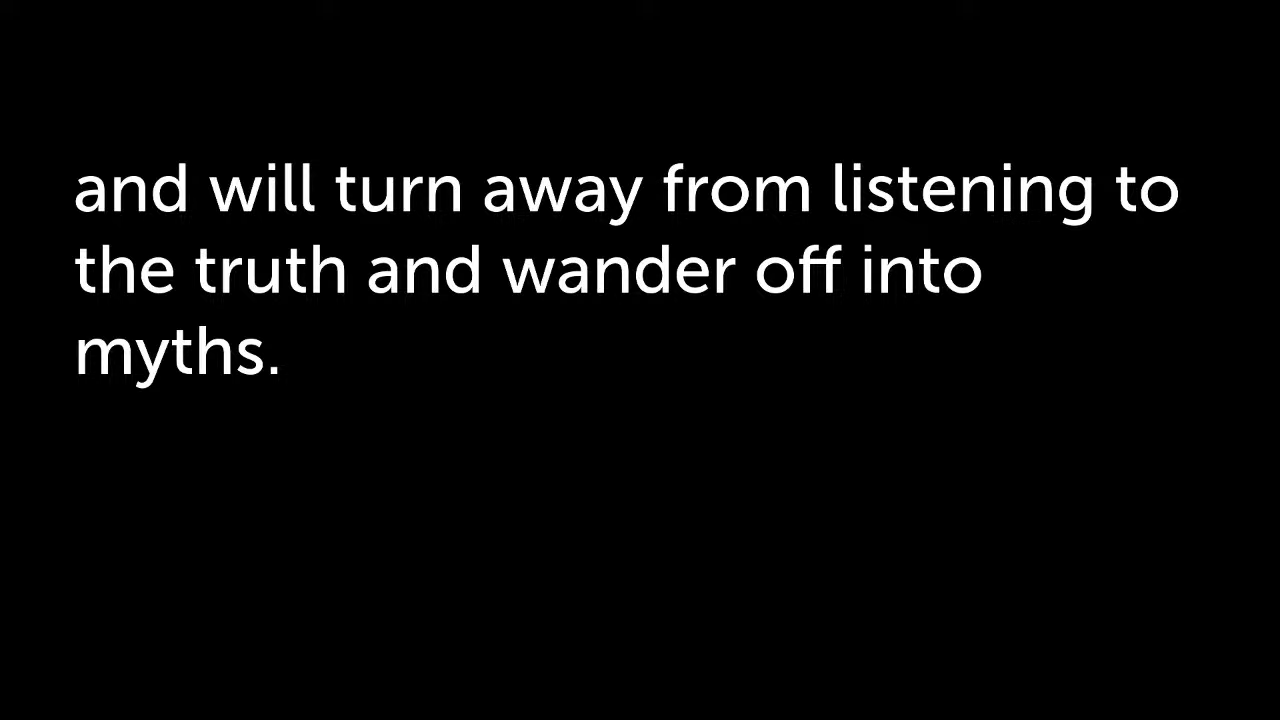 and will turn away from listening to
the truth and wander off into
myths.